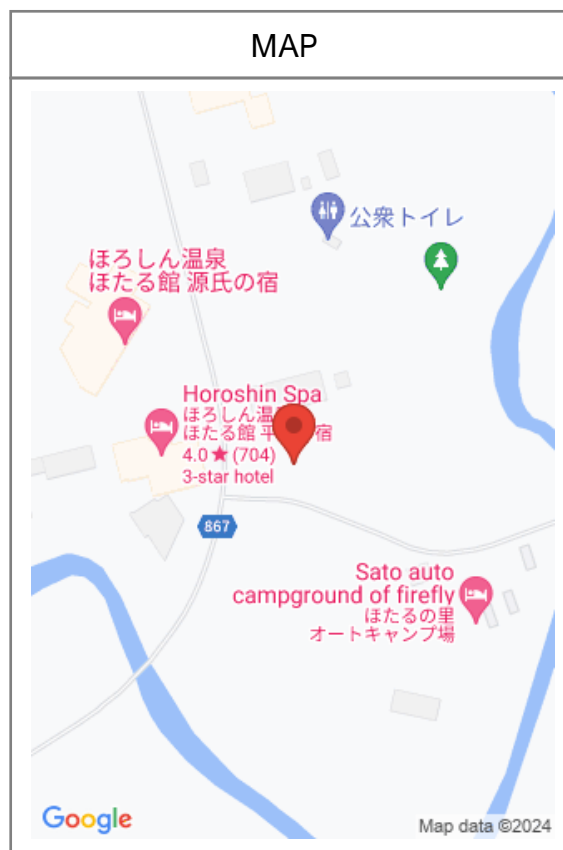 MAP
公衆トイレ
ほろしん温泉
ほたる館 源氏の宿
Horoshin Spa
ほろしん温
ほたる館 平 宿
4.0★(704)
3-star hotel
867
Sato auto
campground of firefly
ほたるの里
オートキャンプ場
Google
Map data ©2024